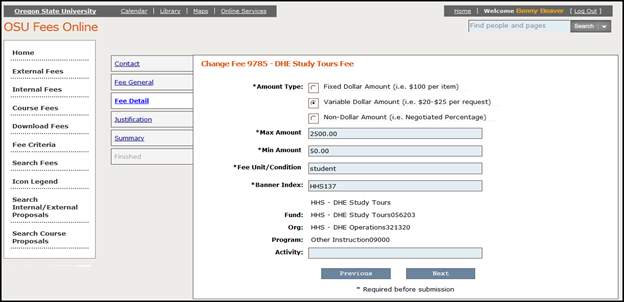 Oregon State University Calendar | Library | Maps | Online Services Home | Welcome Benny Beaver [ Log Out ]
OSU Fees Online Find people and pages Search
Home
External Fees
Internal Fees
Course Fees
Download Fees
Fee Criteria
Search Fees
Icon Legend
Search
Internal/External
Proposals
Search Course
Proposals
Contact
Fee General
Fee Detail
Justification
Summary
Finished
Change Fee 9785 - DHE Study Tours Fee
*Amount Type: Fixed Dollar Amount (i.e. $100 per item)
Variable Dollar Amount (i.e. $20-$25 per request)
Non-Dollar Amount (i.e. Negotiated Percentage)
*Max Amount 2500.00
*Min Amount 50.00
*Fee Unit/Condition student
*Banner Index: HHS137
HHS - DHE Study Tours
Fund: HHS - DHE Study Tours056203
Org: HHS - DHE Operations321320
Program: Other Instruction09000
Activity:
Previous Next
* Required before submission